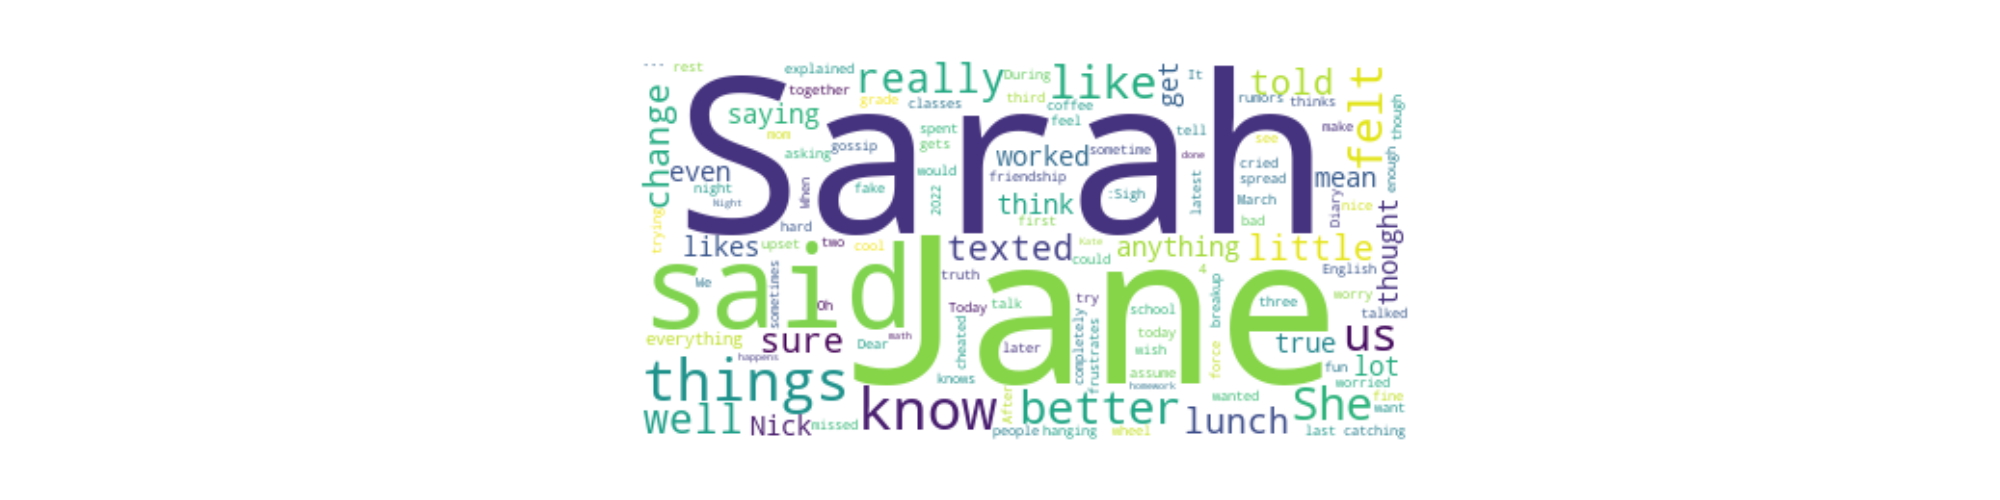 ...
rest
explained
together
really
During
like
get
It
told
felt
change
saying
grade
classes
third
coffee
rumors
thinks
though
mom
asking
gossip
spent
gets
feel
tell
make
see
Sarah
even
night
Night
When
fake
would
worked
sometime
friendship
done
cried
spread
mean
enough
2022
think
:Sigh
latest
March
Diary
nice
trying
hard
first
bad
thought
likes
upset
two
cool
texted
Kate
could
anything
little
said
We
sometimes
Oh
truth
Jane
4
English
Today
talk
try
school
breakup
three
worry
talked
everything
sure
Dear
math
cheated
later
completely
frustrates
today
wish
true
us
happens
things
knows
assume
homework
force
fun
lot
worried
well
Nick
missed
know
After
better
wanted
lunch
She
fine
want
people
hanging
wheel
last
catching